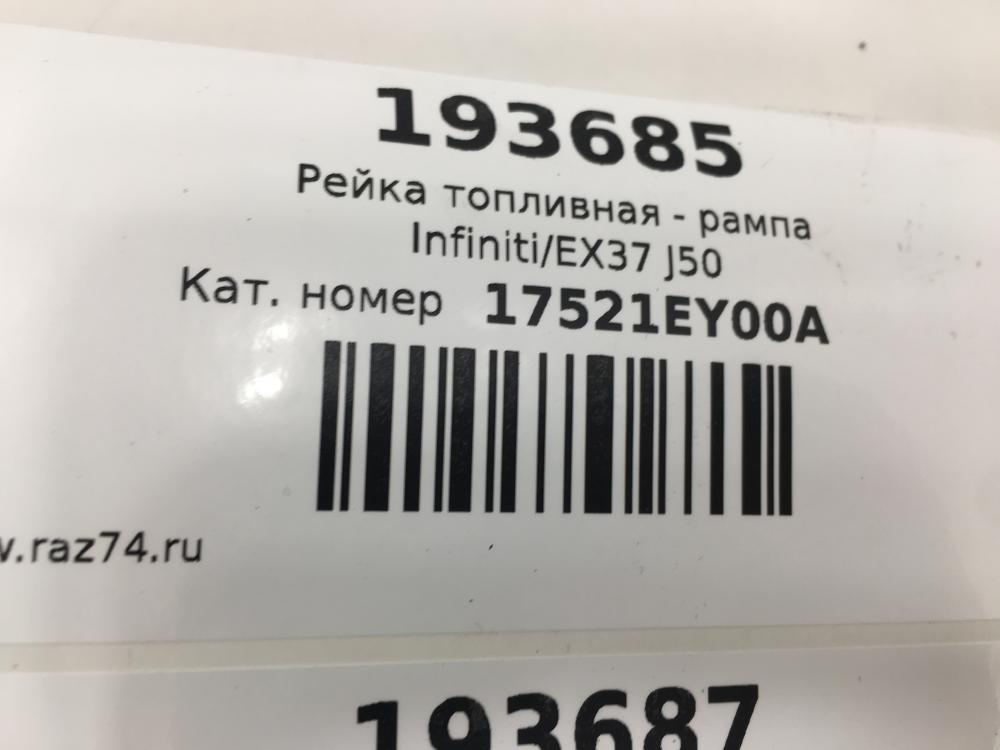 193685
Рейка топливная - рампа
Infiniti/EX37 J50
Кат. номер 17521EY00A
.raz74.ru
193687